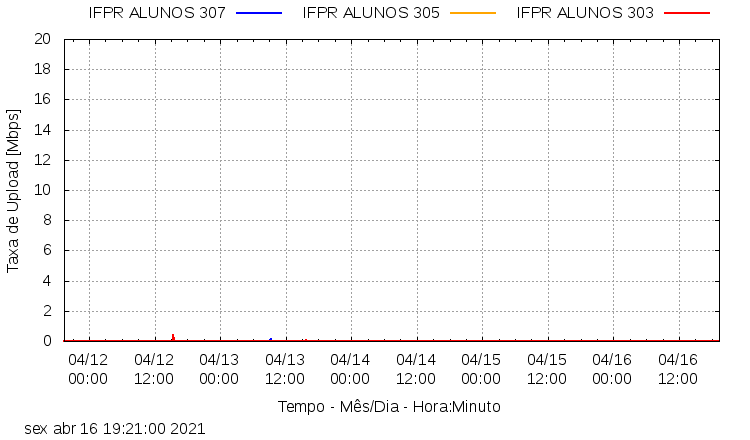 IFPR ALUNOS 307 IFPR ALUNOS 305 IFPR ALUNOS 303
Taxa de Upload [Mbps]
20
18
16
14
12
10
8
6
4
2
0
04/12 04/12 04/13 04/13 04/14 04/14 04/15 04/15 04/16 04/16
00:00 12:00 00:00 12:00 00:00 12:00 00:00 12:00 00:00 12:00
Tempo - Mês/Dia - Hora:Minuto
sex abr 16 19:21:00 2021